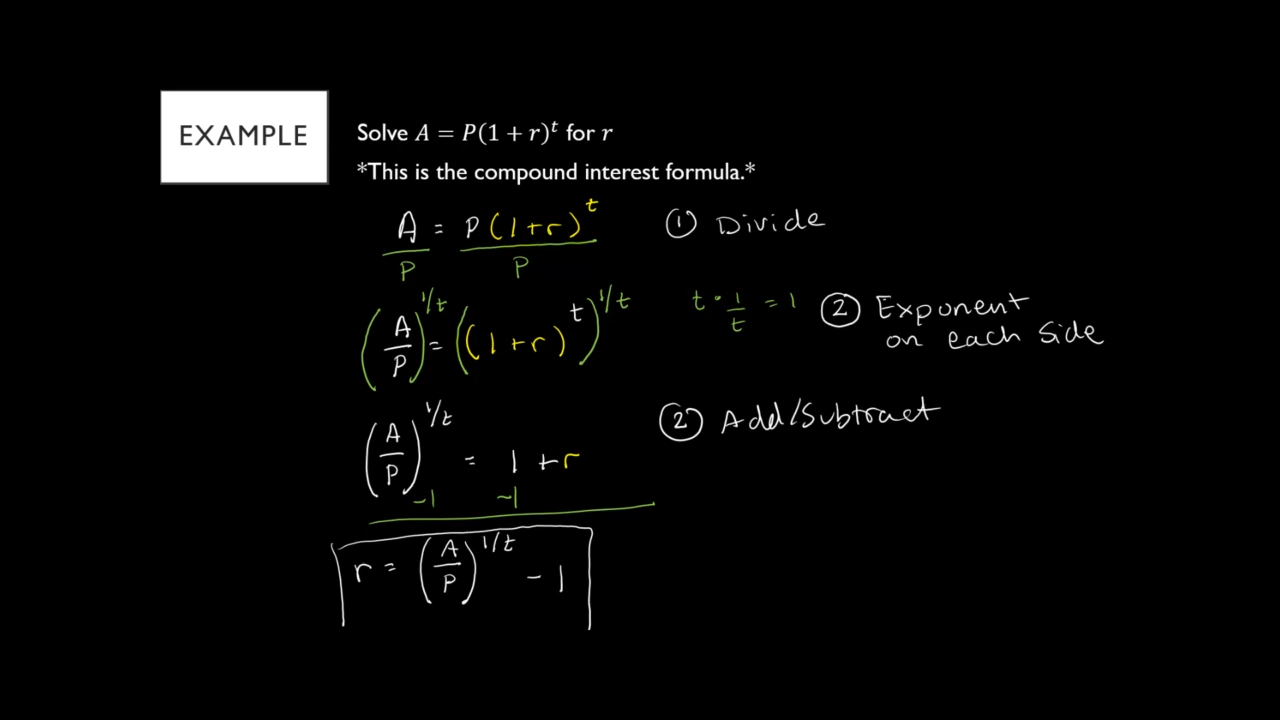 EXAMPLE
Solve A = P(1 + r)^t for r
*This is the compound interest formula.*
A = P(1+r)^t ① Divide
P P
(A/P)^1/t = ((1+r)^t)^1/t t · 1/t = 1 ② Exponent
on each side
(A/P)^1/t = 1 + r ② Add/Subtract
-1 -1
r = (A/P)^1/t - 1